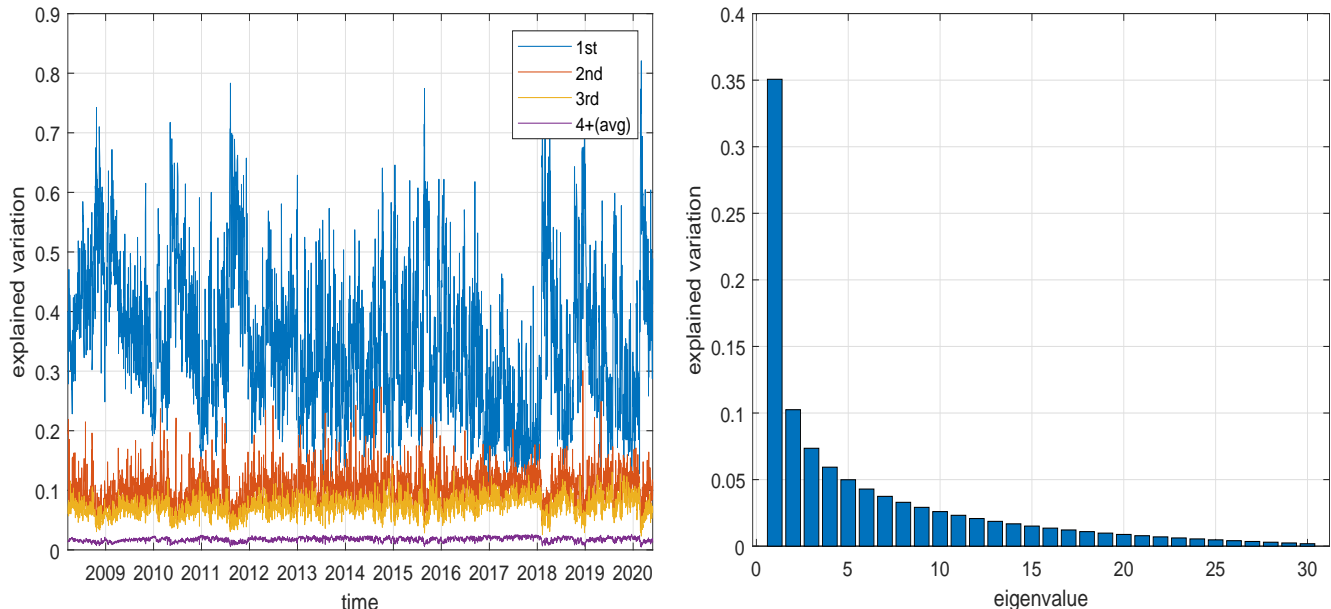 0.9
0.8
0.7
0.6
0.5
0.4
0.3
0.2
0.1
0
explained variation
1st
2nd
3rd
4+(avg)
2009 2010 2011 2012 2013 2014 2015 2016 2017 2018 2019 2020
time
0.4
0.35
0.3
0.25
0.2
0.15
0.1
0.05
0
explained variation
0 5 10 15 20 25 30
eigenvalue